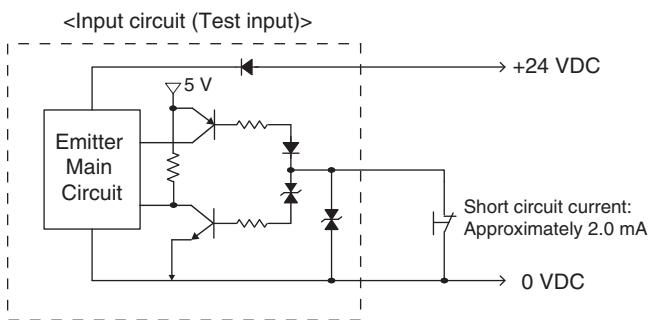 <Input circuit (Test input)>
+24 VDC
5 V
Emitter
Main
Circuit
Short circuit current:
Approximately 2.0 mA
0 VDC